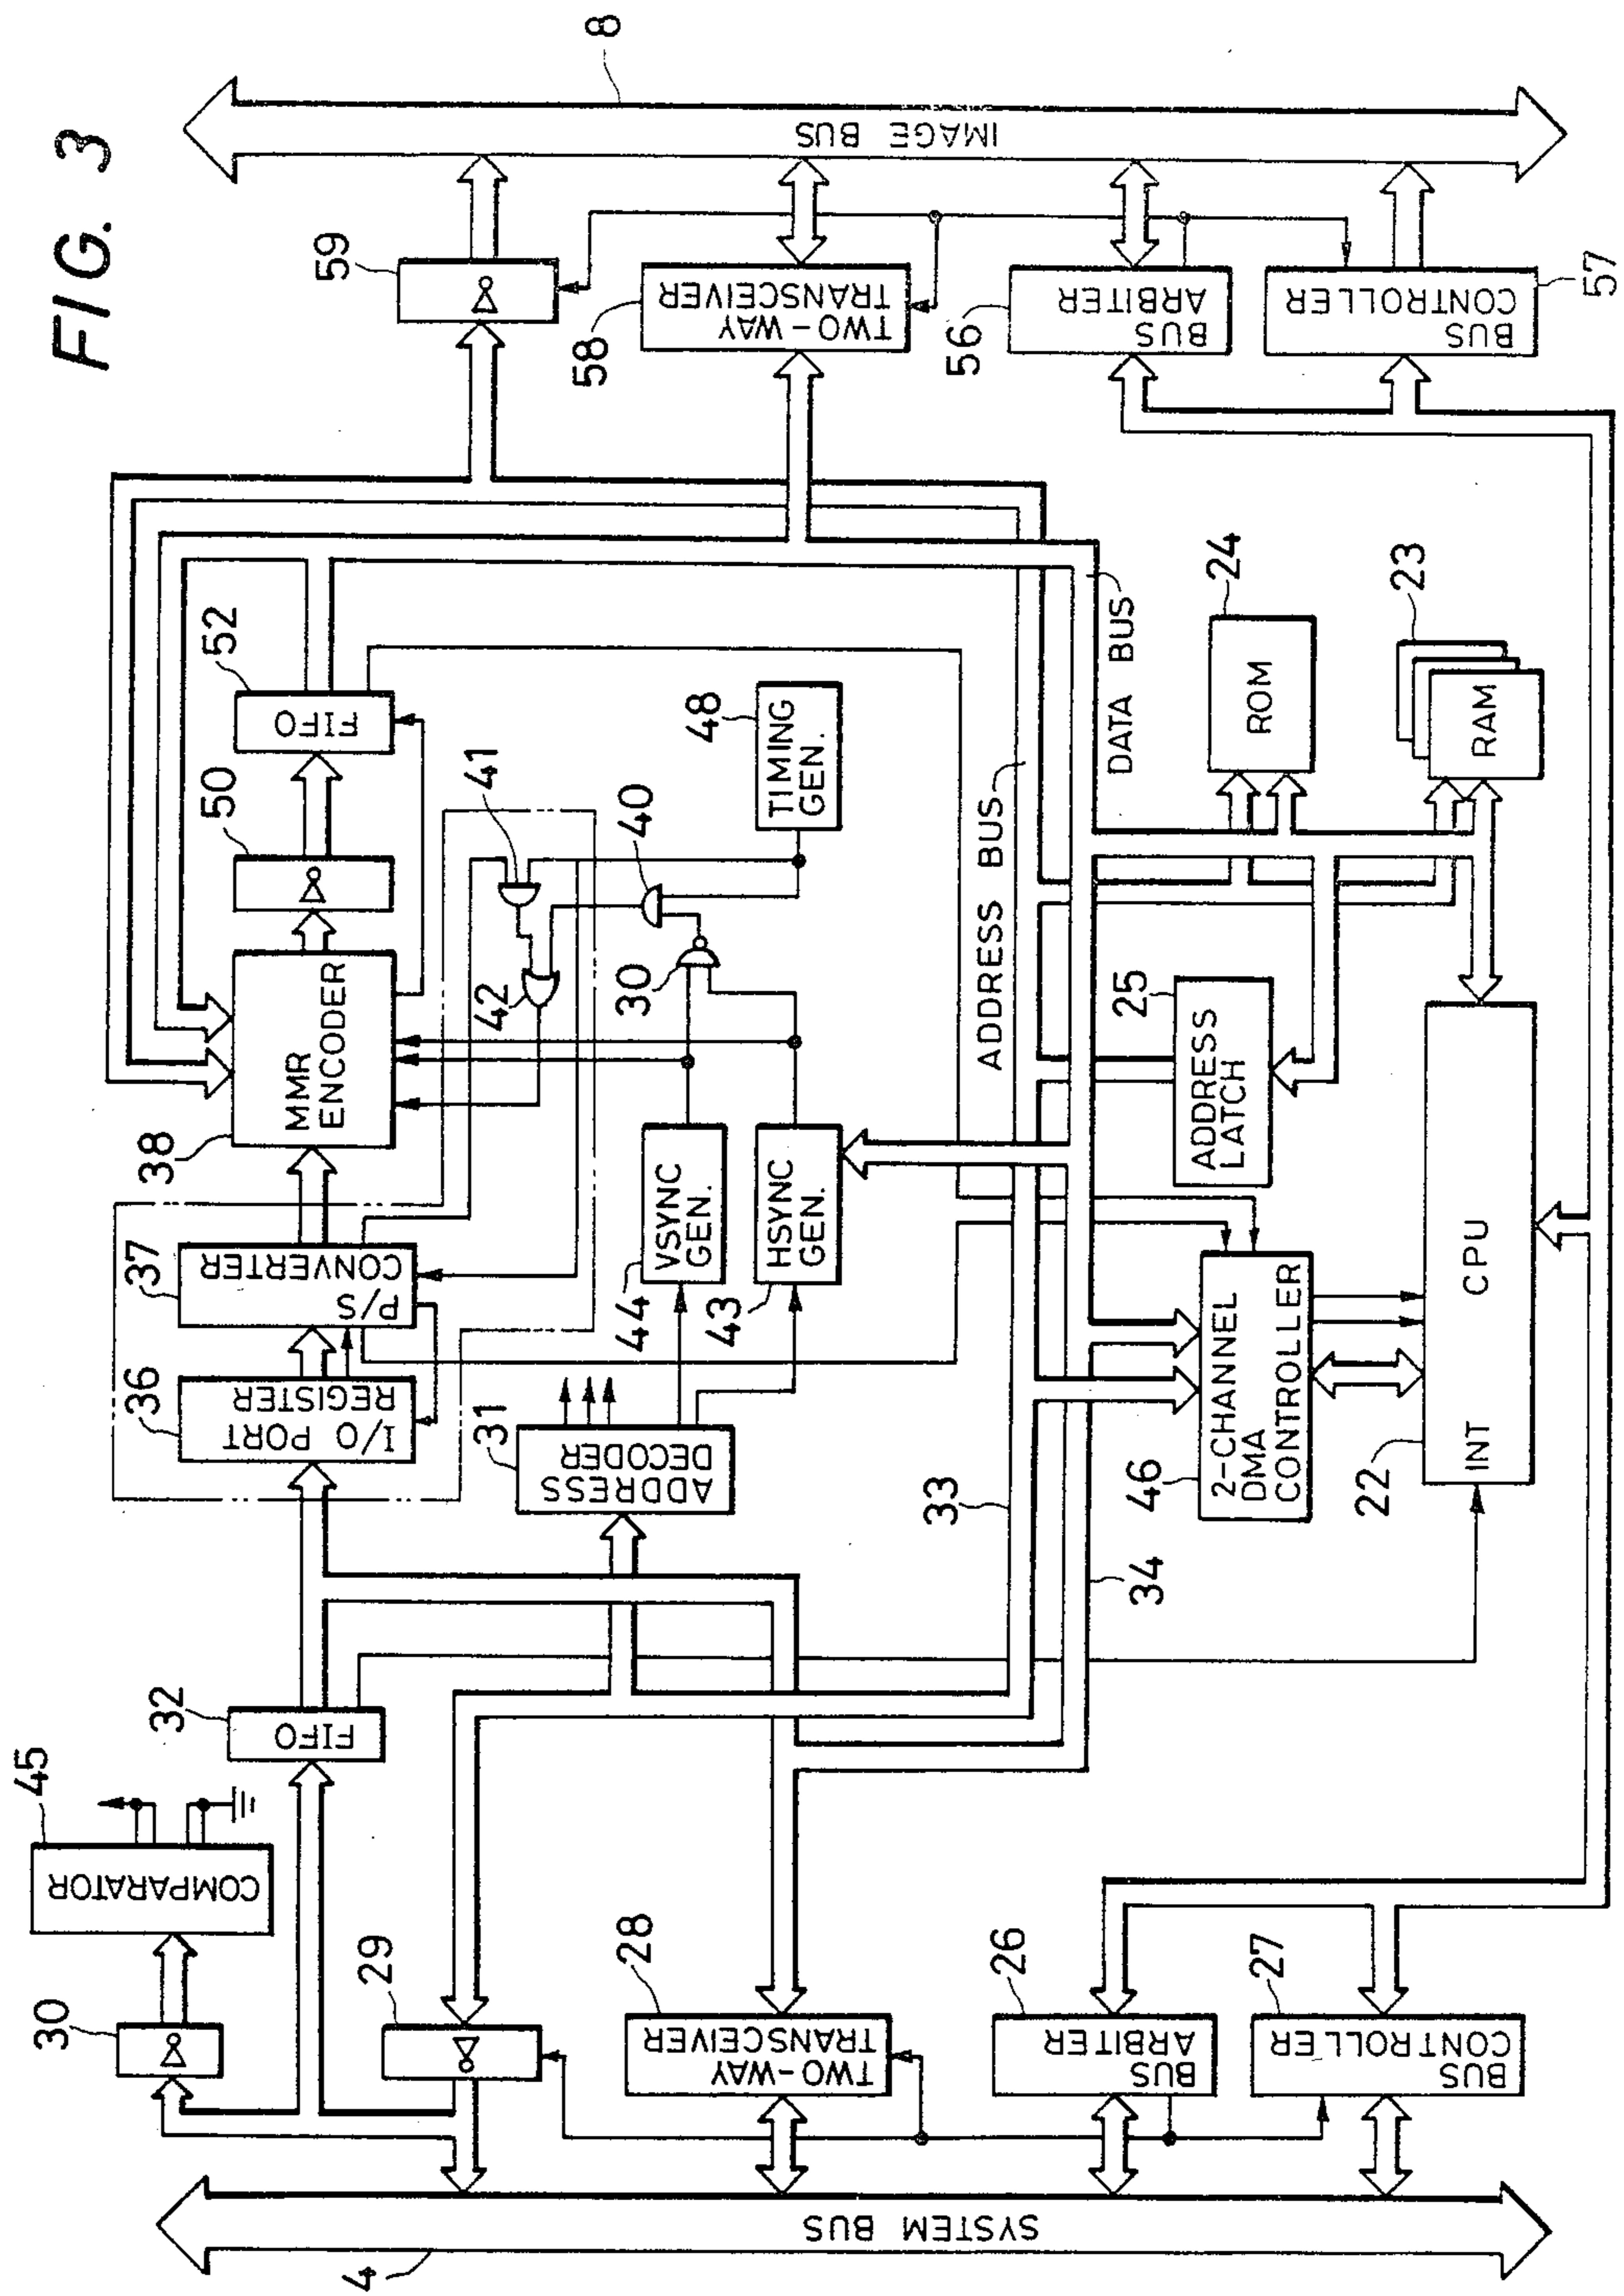 FIG. 3
45
COMPARATOR
30
32
FIFO
36
I/O PORT
REGISTER
37
P/S
CONVERTER
38
MMR
ENCODER
50
52
FIFO
59
8
IMAGE BUS
29
31
ADDRESS
DECODER
44
VSYNC
GEN.
43
HSYNC
GEN.
42
41
30
40
48
TIMING
GEN.
58
TWO-WAY
TRANSCEIVER
28
TWO-WAY
TRANSCEIVER
33
34
ADDRESS BUS
DATA BUS
46
2-CHANNEL
DMA
CONTROLLER
25
ADDRESS
LATCH
24
ROM
23
RAM
56
BUS
ARBITER
57
BUS
CONTROLLER
26
BUS
ARBITER
27
BUS
CONTROLLER
22
INT
CPU
SYSTEM BUS
4